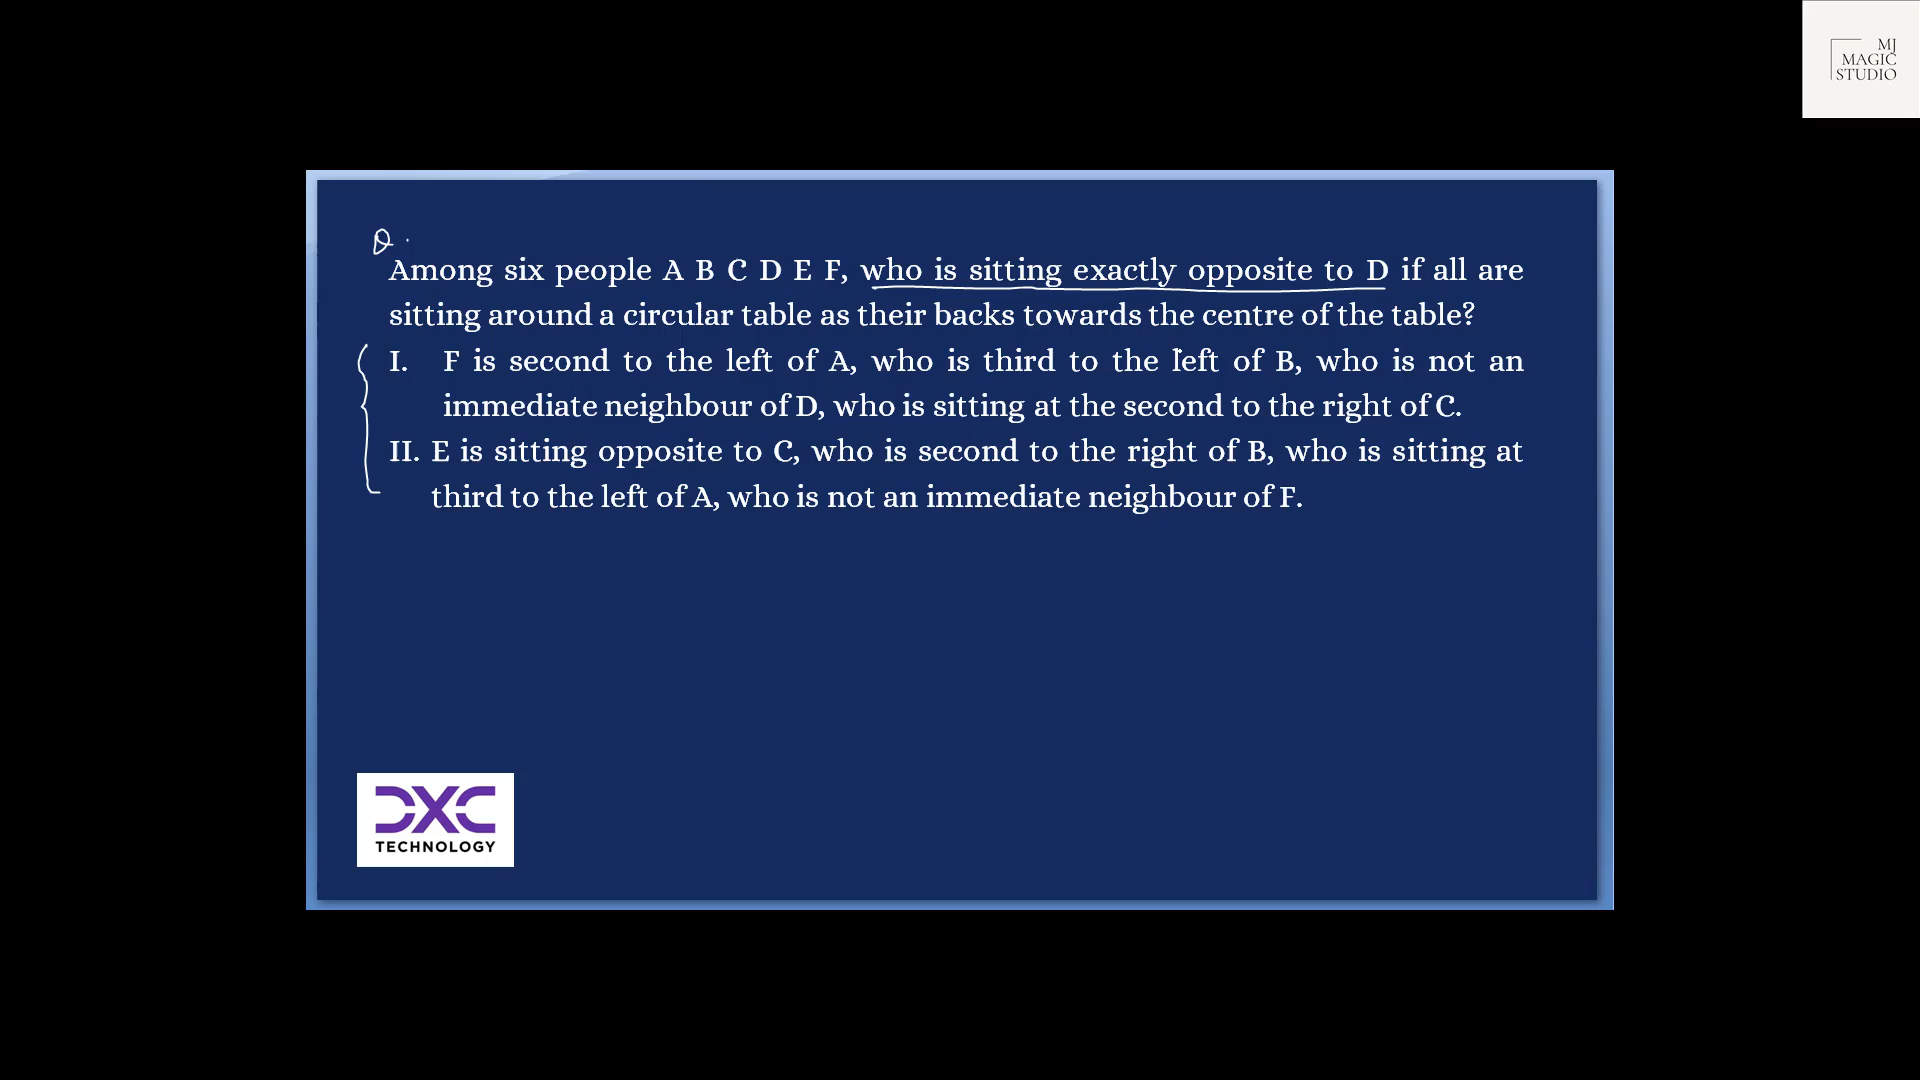 MJ
MAGIC
STUDIO
Q.
Among six people A B C D E F, who is sitting exactly opposite to D if all are
sitting around a circular table as their backs towards the centre of the table?
I. F is second to the left of A, who is third to the left of B, who is not an
immediate neighbour of D, who is sitting at the second to the right of C.
II. E is sitting opposite to C, who is second to the right of B, who is sitting at
third to the left of A, who is not an immediate neighbour of F.
DXC
TECHNOLOGY